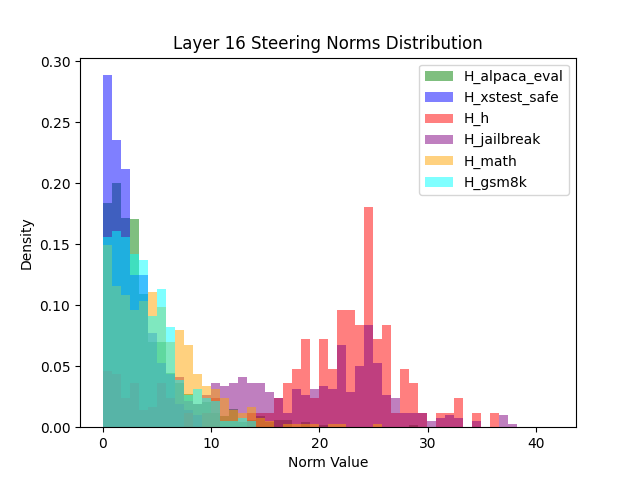 Layer 16 Steering Norms Distribution
0.30
0.25
0.20
0.15
0.10
0.05
0.00
Density
H_alpaca_eval
H_xstest_safe
H_h
H_jailbreak
H_math
H_gsm8k
0
10
20
30
40
Norm Value